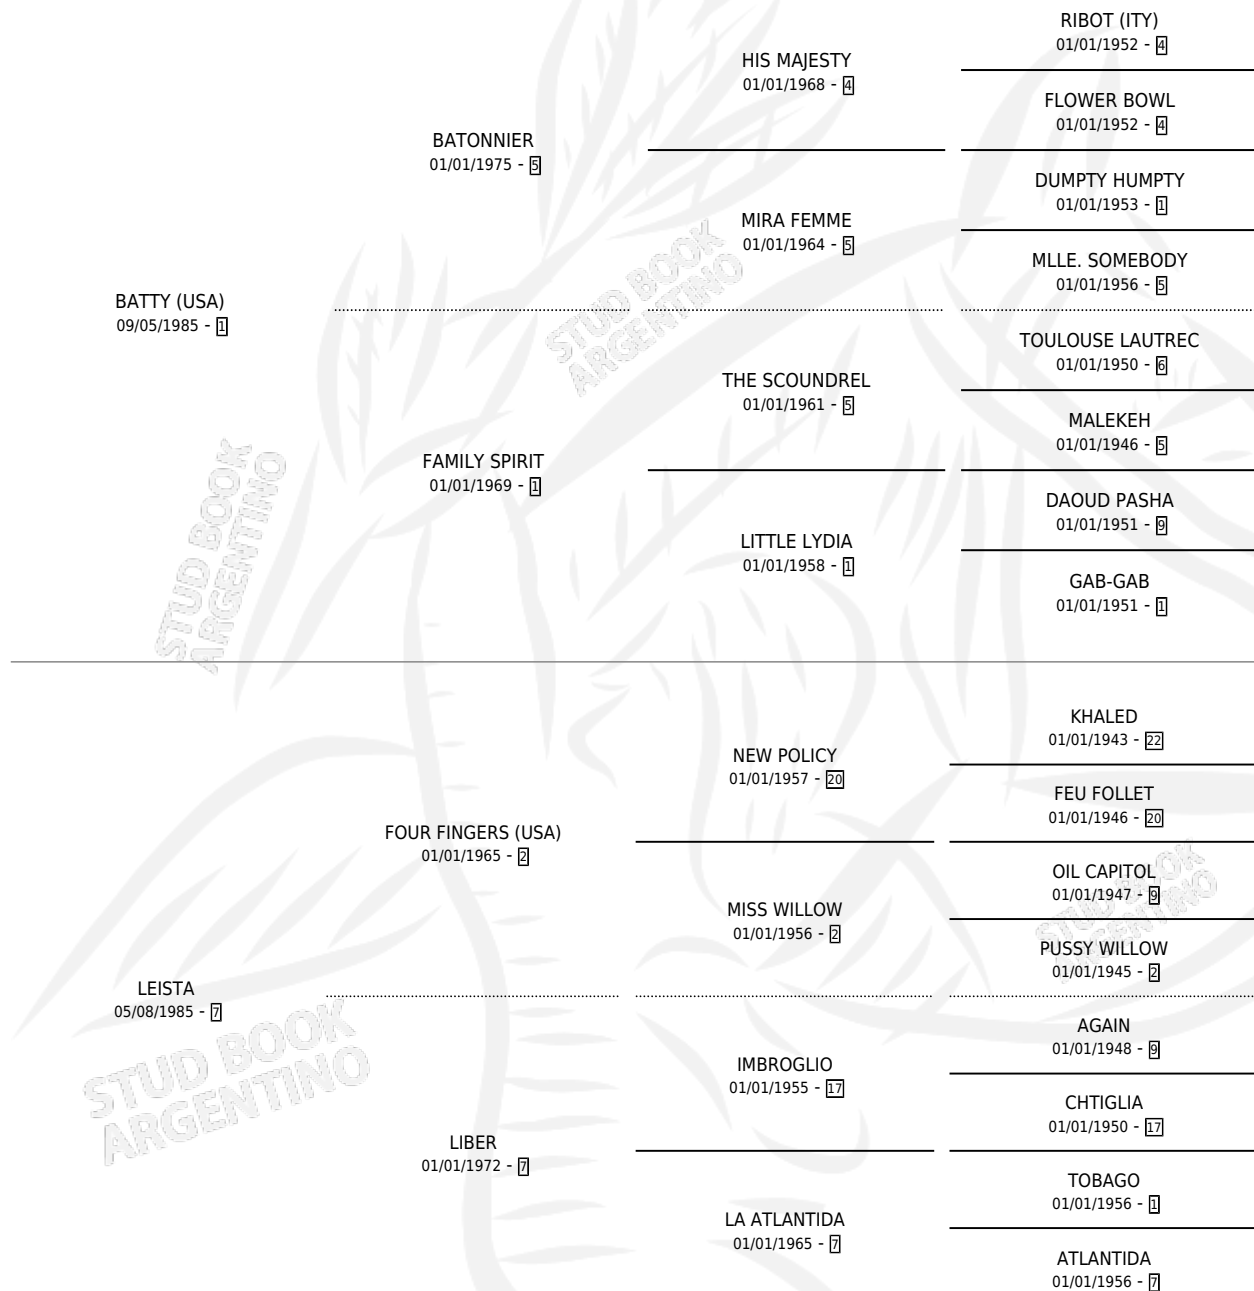 RIBOT (ITY)
01/01/1952 - 4
HIS MAJESTY
01/01/1968 - 4
FLOWER BOWL
01/01/1952 - 4
BATONNIER
01/01/1975 - 5
DUMPTY HUMPTY
01/01/1953 - 1
MIRA FEMME
01/01/1964 - 5
MLLE. SOMEBODY
01/01/1956 - 5
BATTY (USA)
09/05/1985 - 1
TOULOUSE LAUTREC
01/01/1950 - 6
THE SCOUNDREL
01/01/1961 - 5
MALEKEH
01/01/1946 - 5
FAMILY SPIRIT
01/01/1969 - 1
DAOUD PASHA
01/01/1951 - 9
LITTLE LYDIA
01/01/1958 - 1
GAB-GAB
01/01/1951 - 1
KHALED
01/01/1943 - 22
NEW POLICY
01/01/1957 - 20
FEU FOLLET
01/01/1946 - 20
FOUR FINGERS (USA)
01/01/1965 - 2
OIL CAPITOL
01/01/1947 - 9
MISS WILLOW
01/01/1956 - 2
PUSSY WILLOW
01/01/1945 - 2
LEISTA
05/08/1985 - 7
AGAIN
01/01/1948 - 9
IMBROGLIO
01/01/1955 - 17
CHTIGLIA
01/01/1950 - 17
LIBER
01/01/1972 - 7
TOBAGO
01/01/1956 - 1
LA ATLANTIDA
01/01/1965 - 7
ATLANTIDA
01/01/1956 - 7
STUD BOOK
ARGENTINO
STUD BOOK
ARGENTINO
STUD BOOK
ARGENTINO
STUD BOOK
ARGENTINO